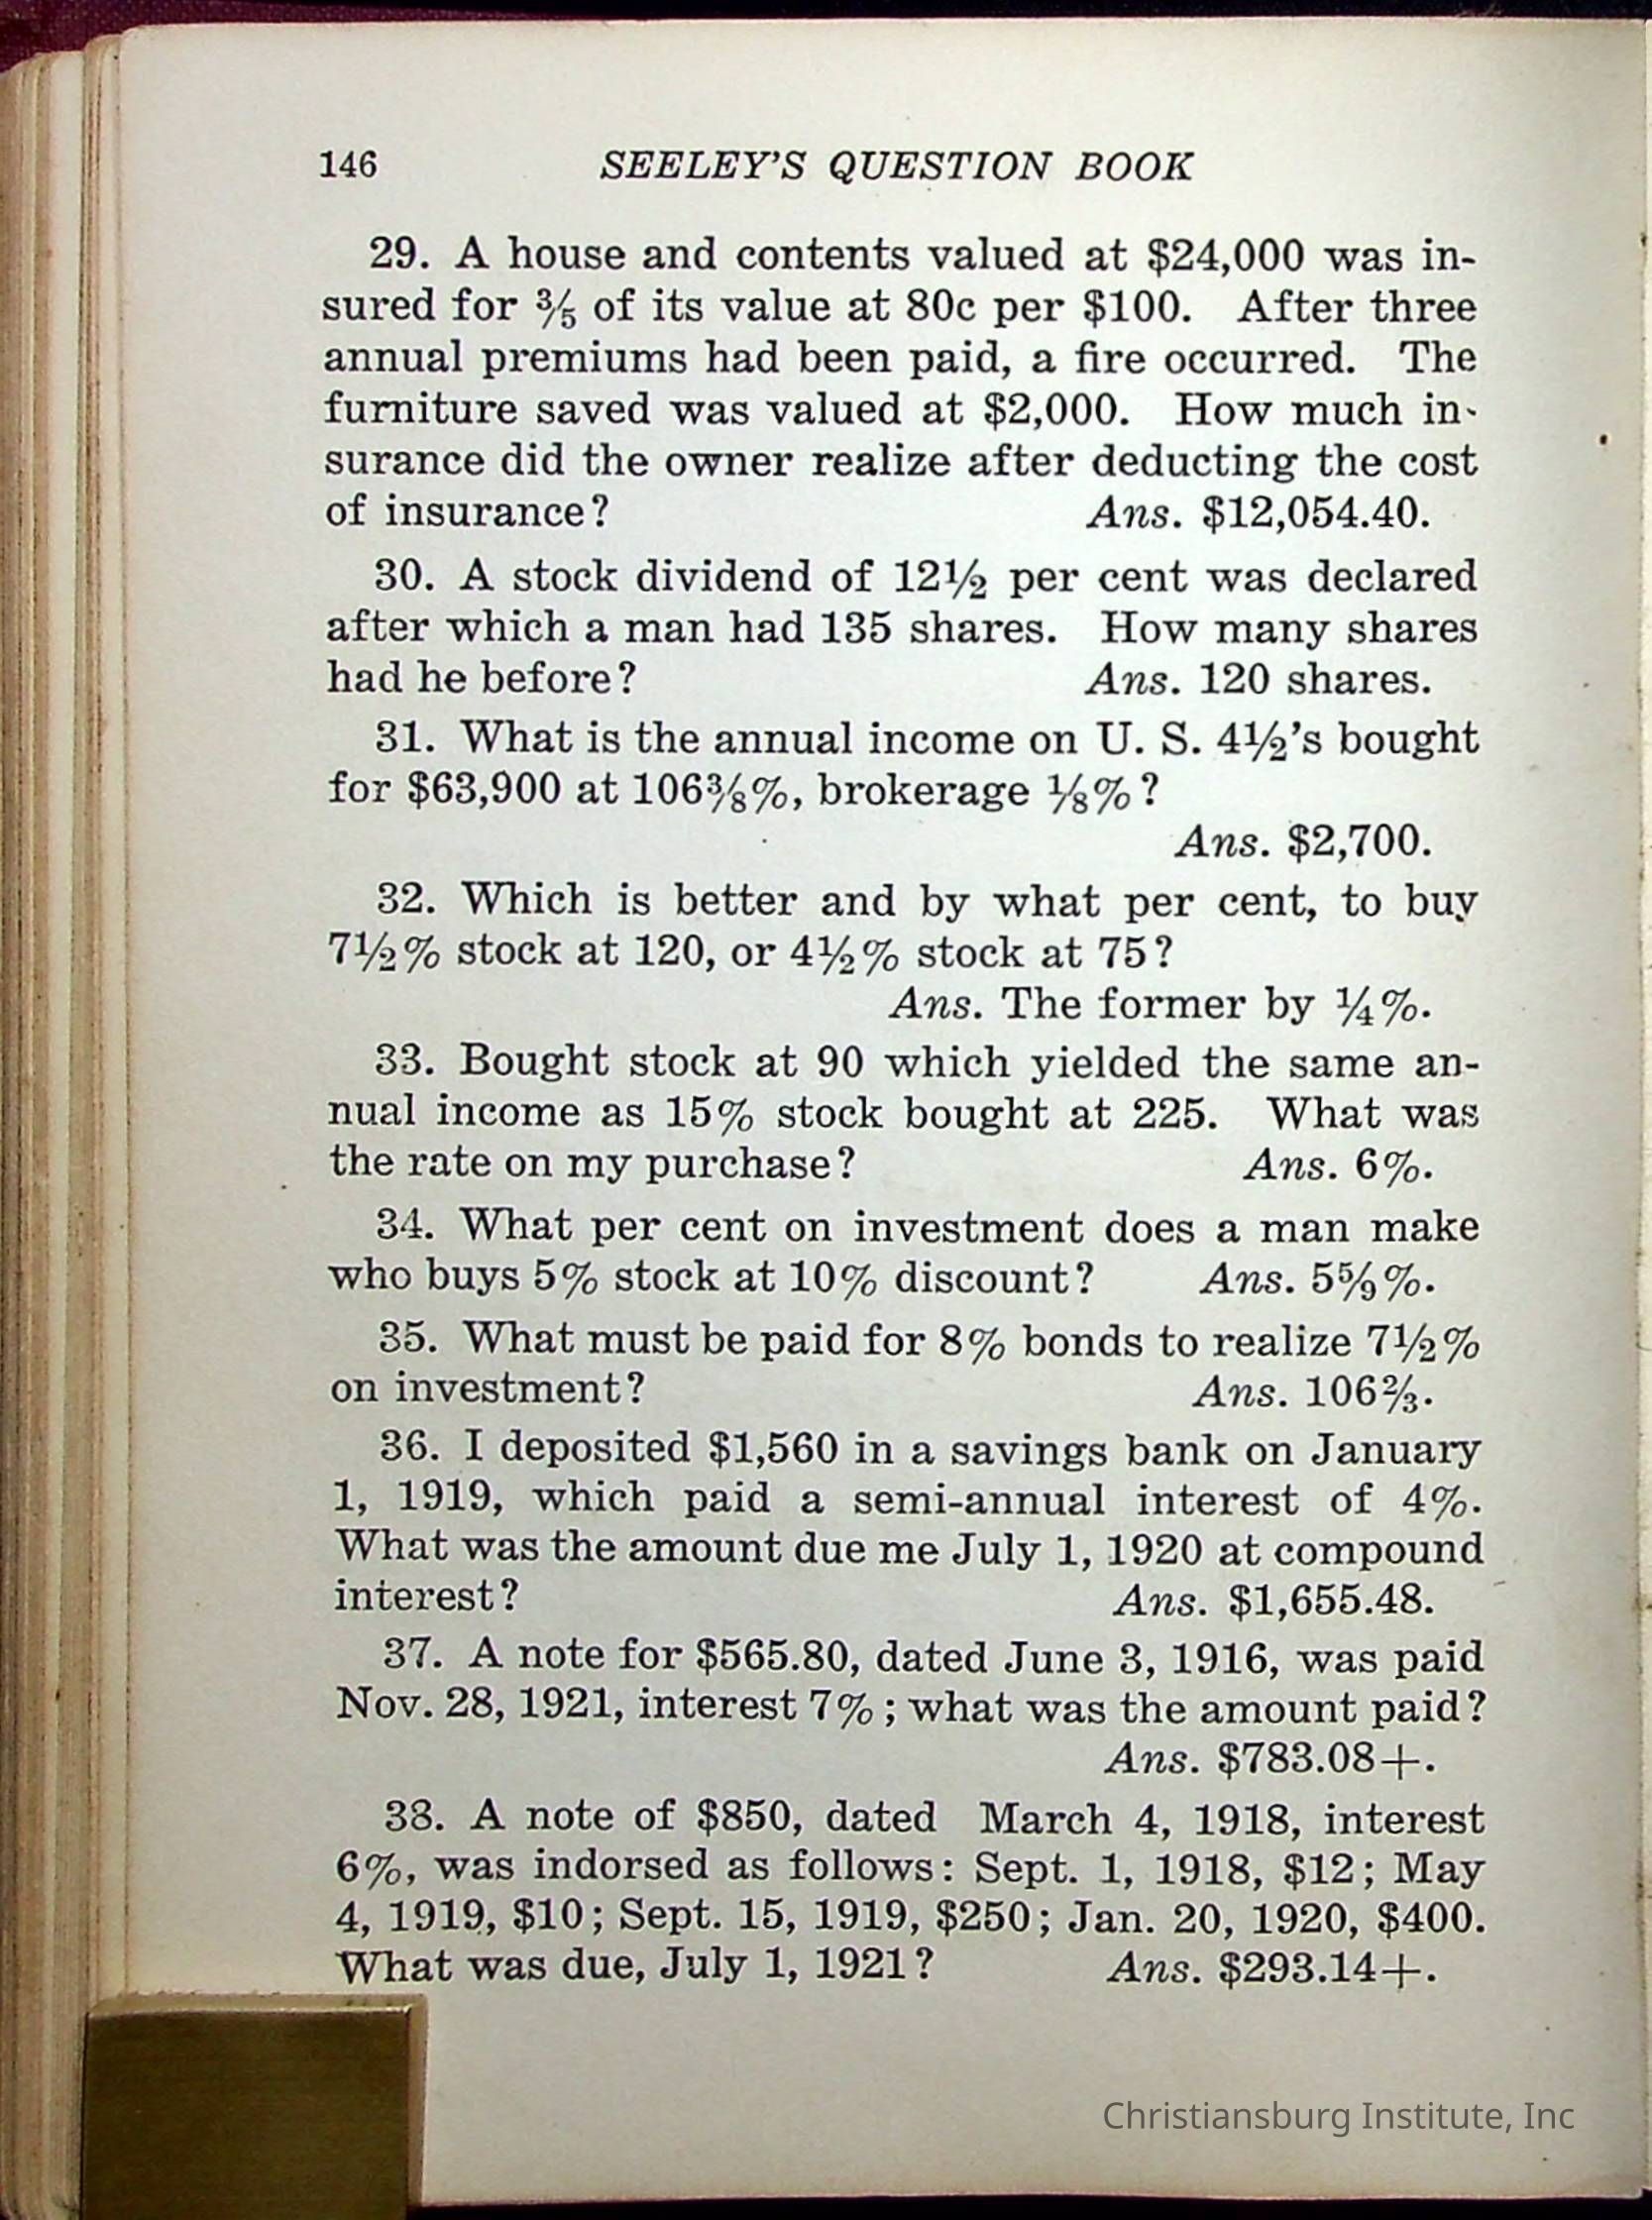 146 SEELEY'S QUESTION BOOK
29. A house and contents valued at $24,000 was in-
sured for ⅗ of its value at 80c per $100. After three
annual premiums had been paid, a fire occurred. The
furniture saved was valued at $2,000. How much in-
surance did the owner realize after deducting the cost
of insurance? Ans. $12,054.40.
30. A stock dividend of 12½ per cent was declared
after which a man had 135 shares. How many shares
had he before? Ans. 120 shares.
31. What is the annual income on U. S. 4½'s bought
for $63,900 at 106⅜%, brokerage ⅛%?
Ans. $2,700.
32. Which is better and by what per cent, to buy
7½% stock at 120, or 4½% stock at 75?
Ans. The former by ¼%.
33. Bought stock at 90 which yielded the same an-
nual income as 15% stock bought at 225. What was
the rate on my purchase? Ans. 6%.
34. What per cent on investment does a man make
who buys 5% stock at 10% discount? Ans. 55/9%.
35. What must be paid for 8% bonds to realize 7½%
on investment? Ans. 106⅔.
36. I deposited $1,560 in a savings bank on January
1, 1919, which paid a semi-annual interest of 4%.
What was the amount due me July 1, 1920 at compound
interest? Ans. $1,655.48.
37. A note for $565.80, dated June 3, 1916, was paid
Nov. 28, 1921, interest 7%; what was the amount paid?
Ans. $783.08+.
38. A note of $850, dated March 4, 1918, interest
6%, was indorsed as follows: Sept. 1, 1918, $12; May
4, 1919, $10; Sept. 15, 1919, $250; Jan. 20, 1920, $400.
What was due, July 1, 1921? Ans. $293.14+.
Christiansburg Institute, Inc